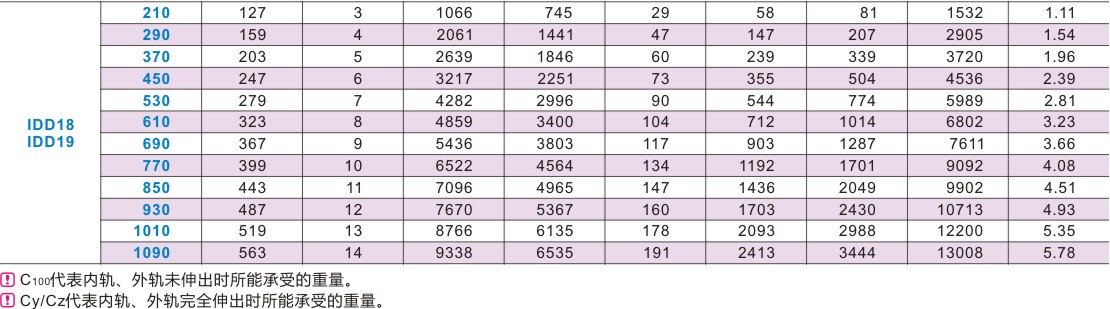 210 127 3 1066 745 29 58 81 1532 1.11
290 159 4 2061 1441 47 147 207 2905 1.54
370 203 5 2639 1846 60 239 339 3720 1.96
450 247 6 3217 2251 73 355 504 4536 2.39
530 279 7 4282 2996 90 544 774 5989 2.81
IDD18 610 323 8 4859 3400 104 712 1014 6802 3.23
IDD19 690 367 9 5436 3803 117 903 1287 7611 3.66
770 399 10 6522 4564 134 1192 1701 9092 4.08
850 443 11 7096 4965 147 1436 2049 9902 4.51
930 487 12 7670 5367 160 1703 2430 10713 4.93
1010 519 13 8766 6135 178 2093 2988 12200 5.35
1090 563 14 9338 6535 191 2413 3444 13008 5.78
! C100代表内轨、外轨未伸出时所能承受的重量。
! Cy/Cz代表内轨、外轨完全伸出时所能承受的重量。